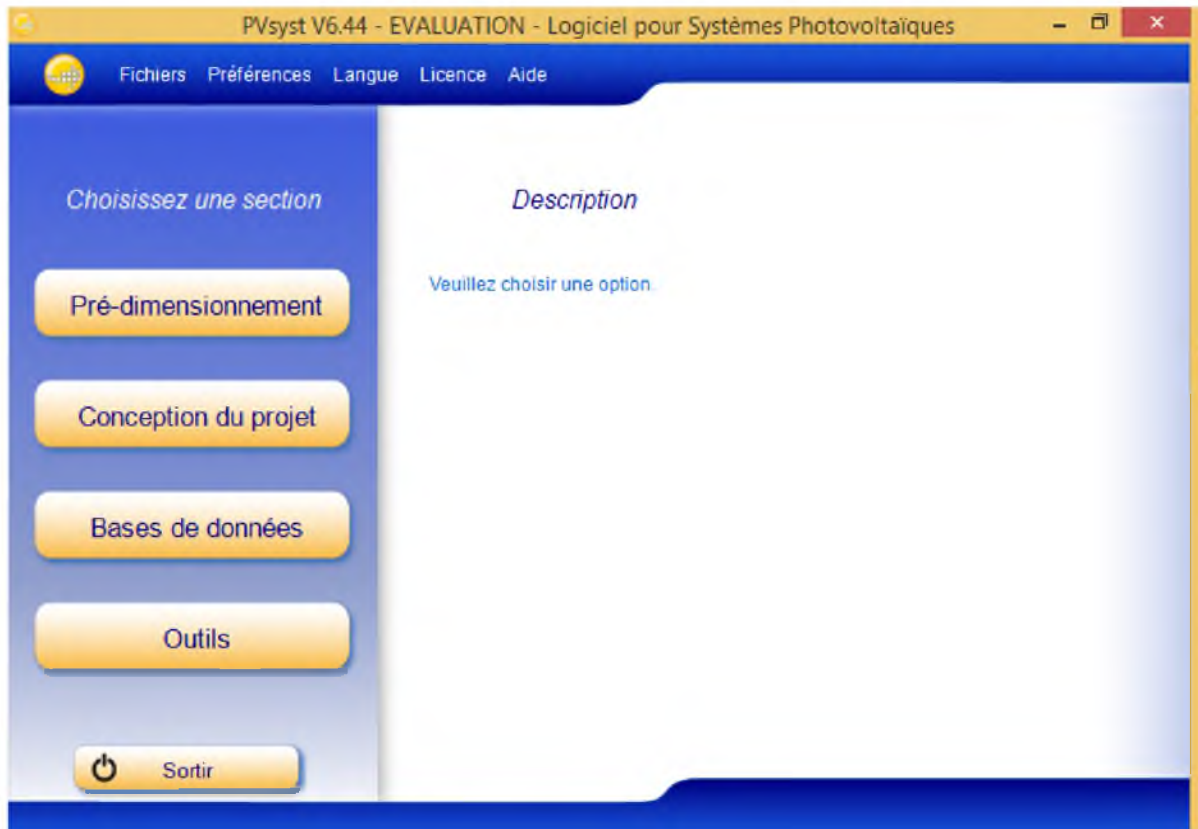 PVsyst V6.44 - EVALUATION - Logiciel pour Systèmes Photovoltaïques
Fichiers Préférences Langue Licence Aide
Choisissez une section
Description
Veuillez choisir une option.
Pré-dimensionnement
Conception du projet
Bases de données
Outils
Sortir